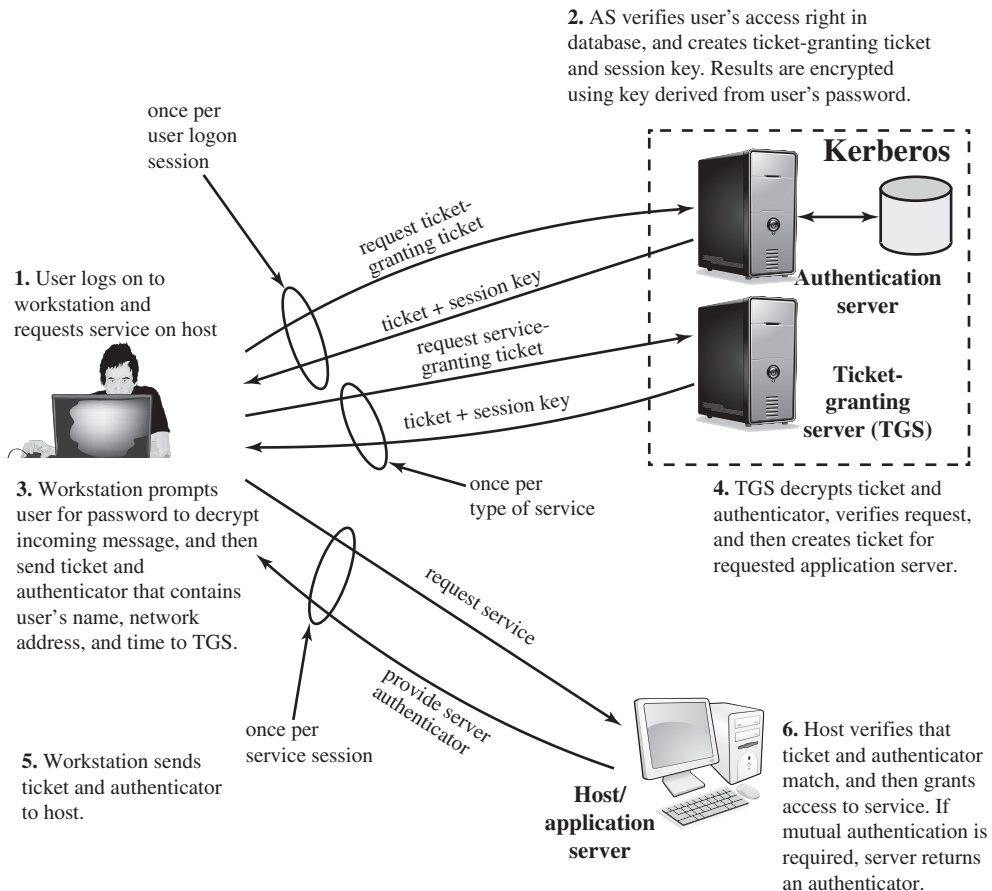 2. AS verifies user's access right in
database, and creates ticket-granting ticket
and session key. Results are encrypted
using key derived from user's password.
once per
user logon
session
Kerberos
request ticket-
granting ticket
1. User logs on to
workstation and
requests service on host
ticket + session key
Authentication
server
request service-
granting ticket
ticket + session key
Ticket-
granting
server (TGS)
once per
type of service
3. Workstation prompts
user for password to decrypt
incoming message, and then
send ticket and
authenticator that contains
user's name, network
address, and time to TGS.
4. TGS decrypts ticket and
authenticator, verifies request,
and then creates ticket for
requested application server.
request service
provide server
authenticator
once per
service session
5. Workstation sends
ticket and authenticator
to host.
Host/
application
server
6. Host verifies that
ticket and authenticator
match, and then grants
access to service. If
mutual authentication is
required, server returns
an authenticator.